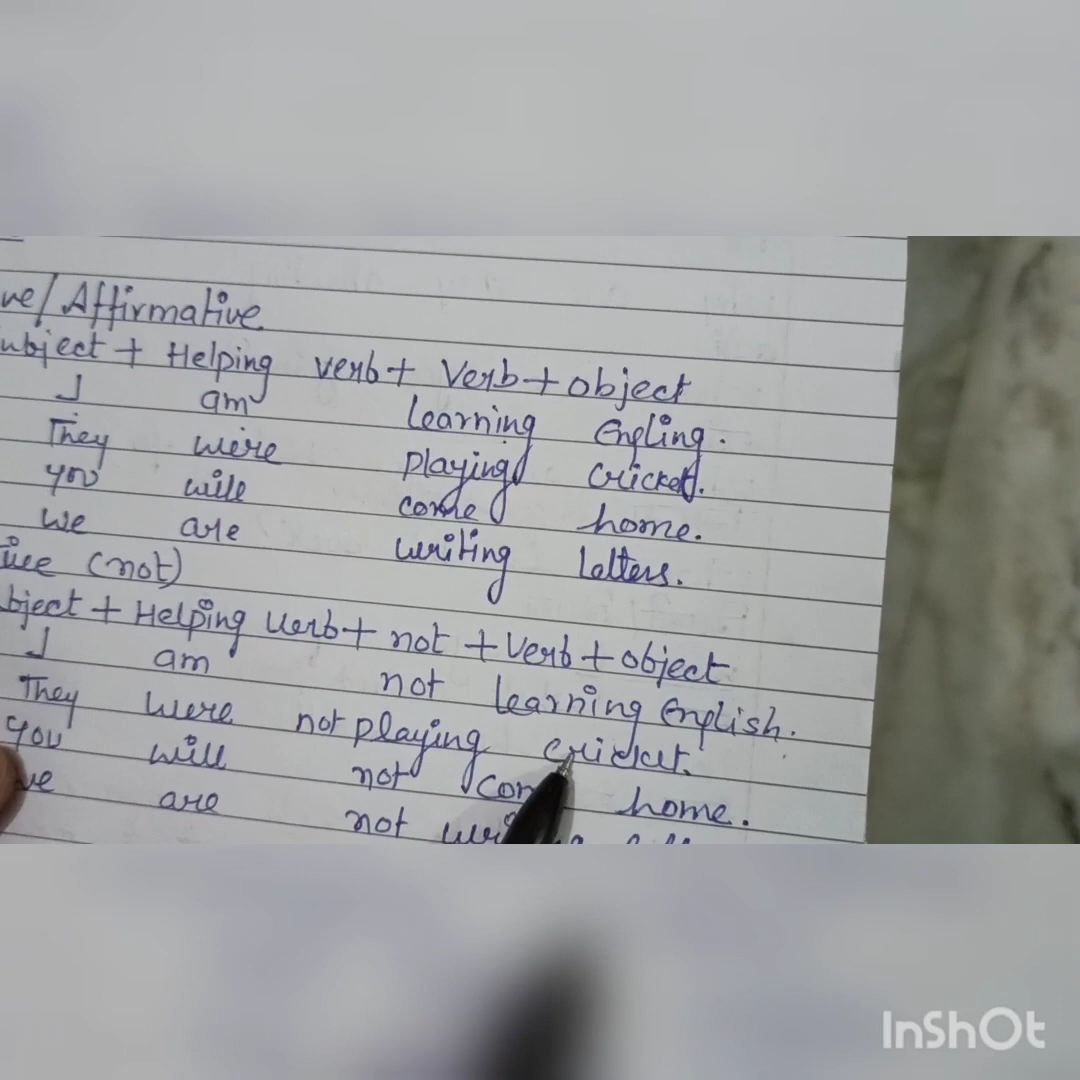 ve/Affirmative
ubject + Helping verb + Verb + object
I am learning Engling.
They were playing cricket.
you will come home.
We are writing letters.
ive (not)
bject + Helping verb + not + verb + object
I am not learning English.
They were not playing cricket.
you will not com home.
we are not wri
InShOt